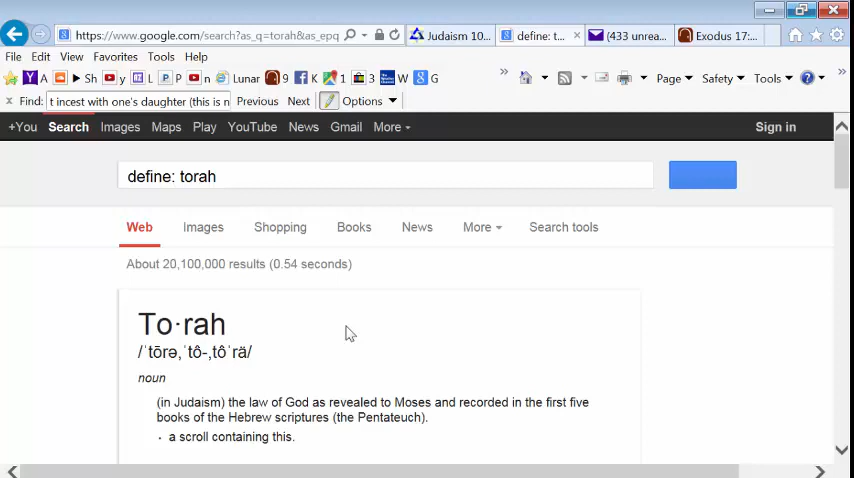 https://www.google.com/search?as_q=torah&as_epq
Judaism 10...
define: t...
(433 unrea...
Exodus 17:...
File Edit View Favorites Tools Help
A Sh y L P n Lunar 9 K 1 3 W G
Page Safety Tools
Find: t incest with one's daughter (this is n Previous Next Options
+You Search Images Maps Play YouTube News Gmail More Sign in
define: torah
Web Images Shopping Books News More Search tools
About 20,100,000 results (0.54 seconds)
To·rah
/ˈtōrə,ˈtô-,tôˈrä/
noun
(in Judaism) the law of God as revealed to Moses and recorded in the first five
books of the Hebrew scriptures (the Pentateuch).
· a scroll containing this.